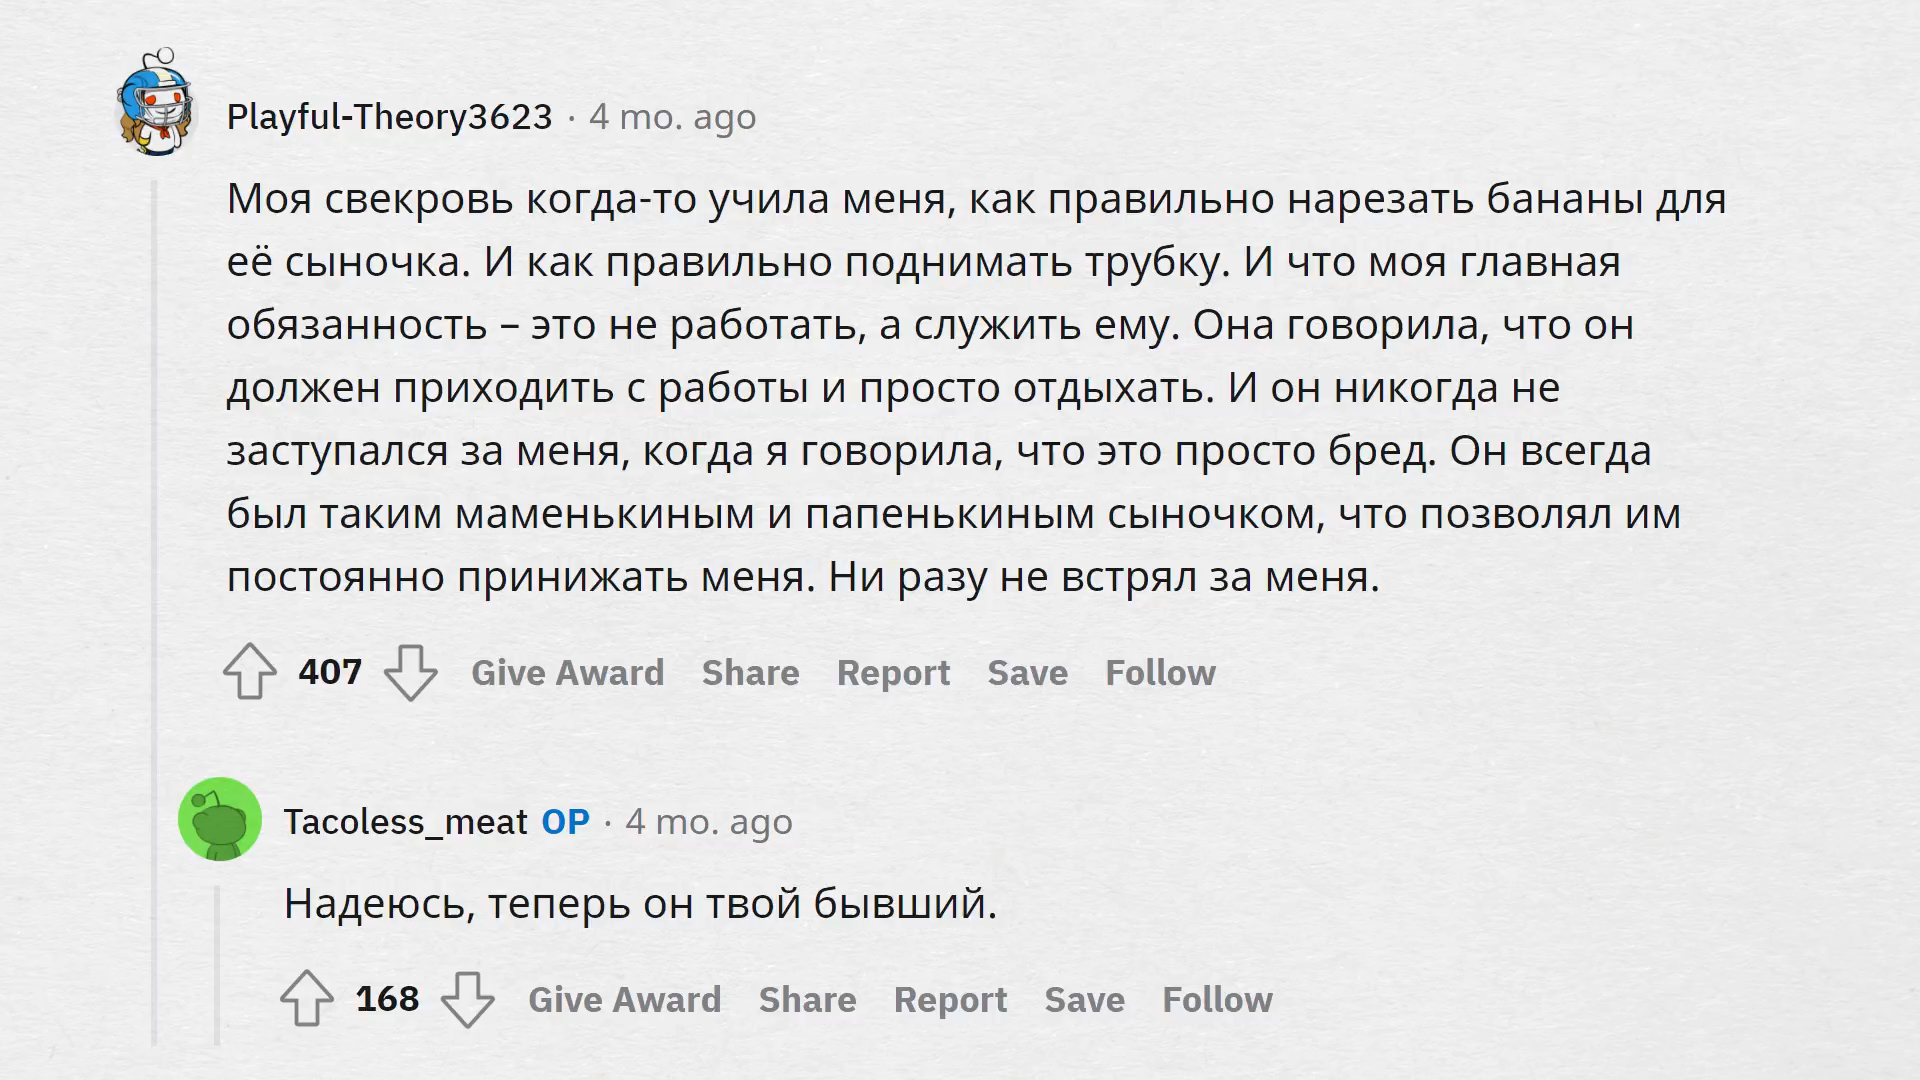 Playful-Theory3623 · 4 mo. ago
Моя свекровь когда-то учила меня, как правильно нарезать бананы для
её сыночка. И как правильно поднимать трубку. И что моя главная
обязанность – это не работать, а служить ему. Она говорила, что он
должен приходить с работы и просто отдыхать. И он никогда не
заступался за меня, когда я говорила, что это просто бред. Он всегда
был таким маменькиным и папенькиным сыночком, что позволял им
постоянно принижать меня. Ни разу не встрял за меня.
407 Give Award Share Report Save Follow
Tacoless_meat OP · 4 mo. ago
Надеюсь, теперь он твой бывший.
168 Give Award Share Report Save Follow